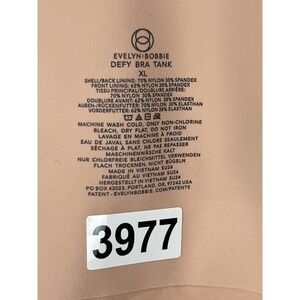 EVELYN&BOBBIE
DEFY BRA TANK
XL
SHELL/BACK LINING: 70% NYLON 30% SPANDEX
FRONT LINING: 62% NYLON 38% SPANDEX
TISSU PRINCIPAL/DOUBLURE ARRIÈRE:
70% NYLON 30% SPANDEX
DOUBLURE AVANT: 62% NYLON 38% SPANDEX
AUSSEN-/RÜCKENFUTTER: 70% NYLON 30% ELASTHAN
VORDERFUTTER: 62% NYLON 38% ELASTHAN
MACHINE WASH COLD, ONLY NON-CHLORINE
BLEACH, DRY FLAT, DO NOT IRON
LAVAGE EN MACHINE À FROID
EAU DE JAVAL SANS CHLORE SEULEMENT
SÉCHAGE À PLAT, NE PAS REPASSER
MASCHINENWÄSCHE KALT
NUR CHLORFREIE BLEICHMITTEL VERWENDEN
FLACH TROCKNEN, NICHT BÜGELN
MADE IN VIETNAM SU24
FABRIQUÉ AU VIETNAM SU24
HERGESTELLT IN VIETNAM SU24
PO BOX 42023, PORTLAND, OR, 97242 USA
PATENT - EVELYNBOBBIE.COM/PATENTS
3977